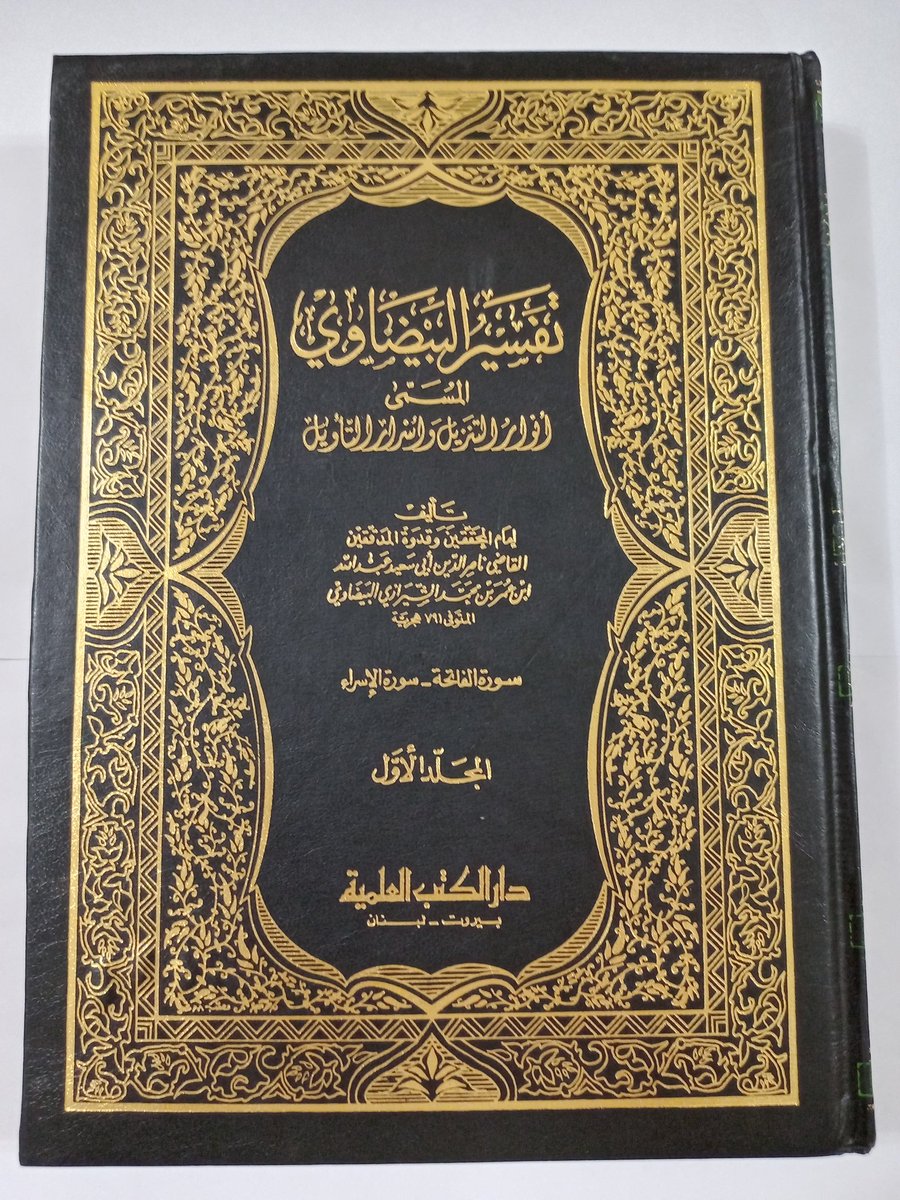 تفسير البيضاوي
المسمى
أنوار التنزيل وأسرار التأويل
تأليف
إمام المحققين وقدوة المدققين
القاضي ناصر الدين أبي سعيد عبد الله
ابن عمر بن محمد الشيرازي البيضاوي
المتوفى ٧٩١ هجرية
سورة الفاتحة - سورة الإسراء
المجلد الأول
دار الكتب العلمية
بيروت - لبنان